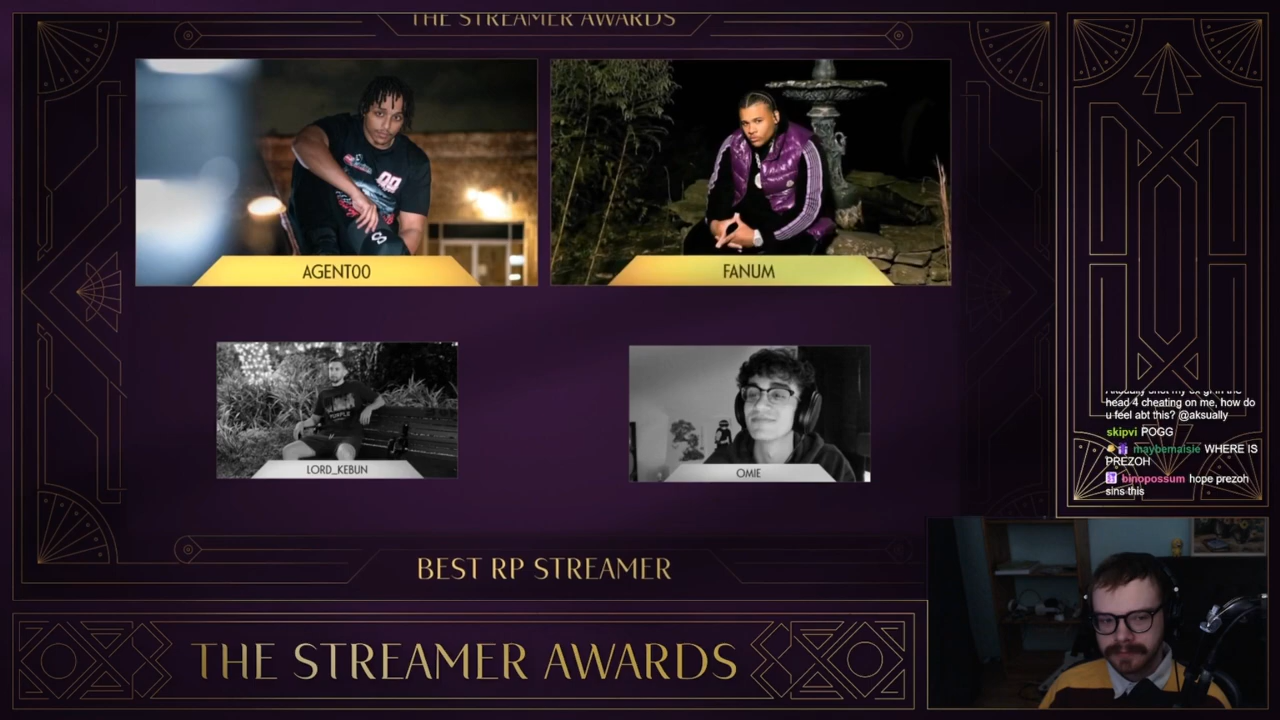 THE STREAMER AWARDS
AGENT00
FANUM
LORD_KEBUN
OMIE
BEST RP STREAMER
THE STREAMER AWARDS
head 4 cheating on me, how do
u feel abt this? @aksually
skipvi POGG
maybemaisie WHERE IS
PREZOH
binopossum hope prezoh
sins this